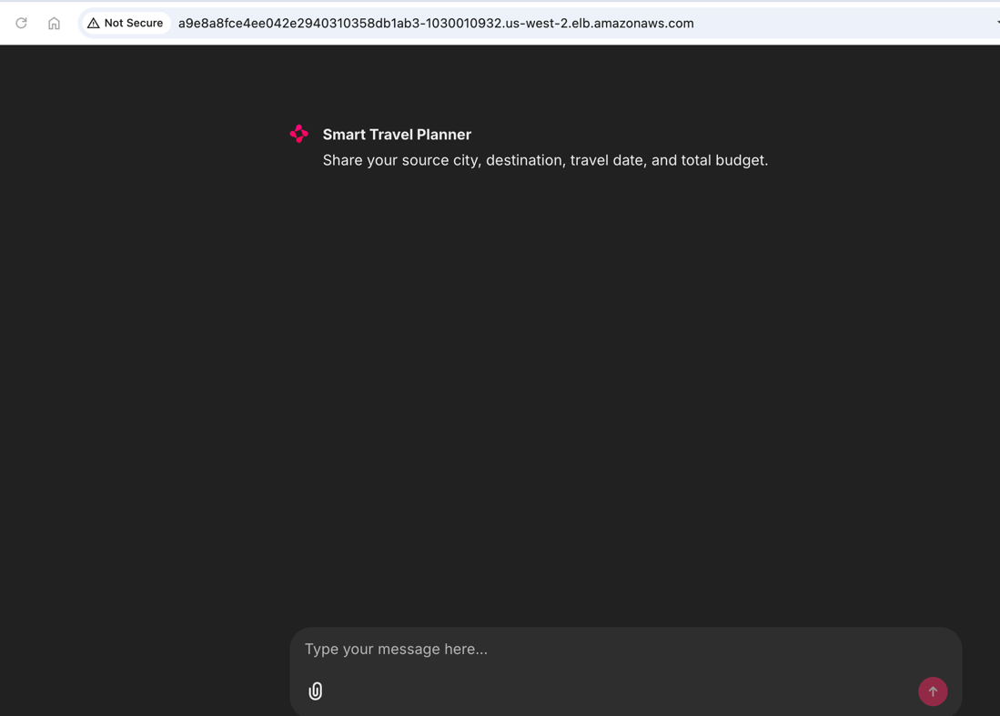 Not Secure a9e8a8fce4ee042e2940310358db1ab3-1030010932.us-west-2.elb.amazonaws.com
Smart Travel Planner
Share your source city, destination, travel date, and total budget.
Type your message here...